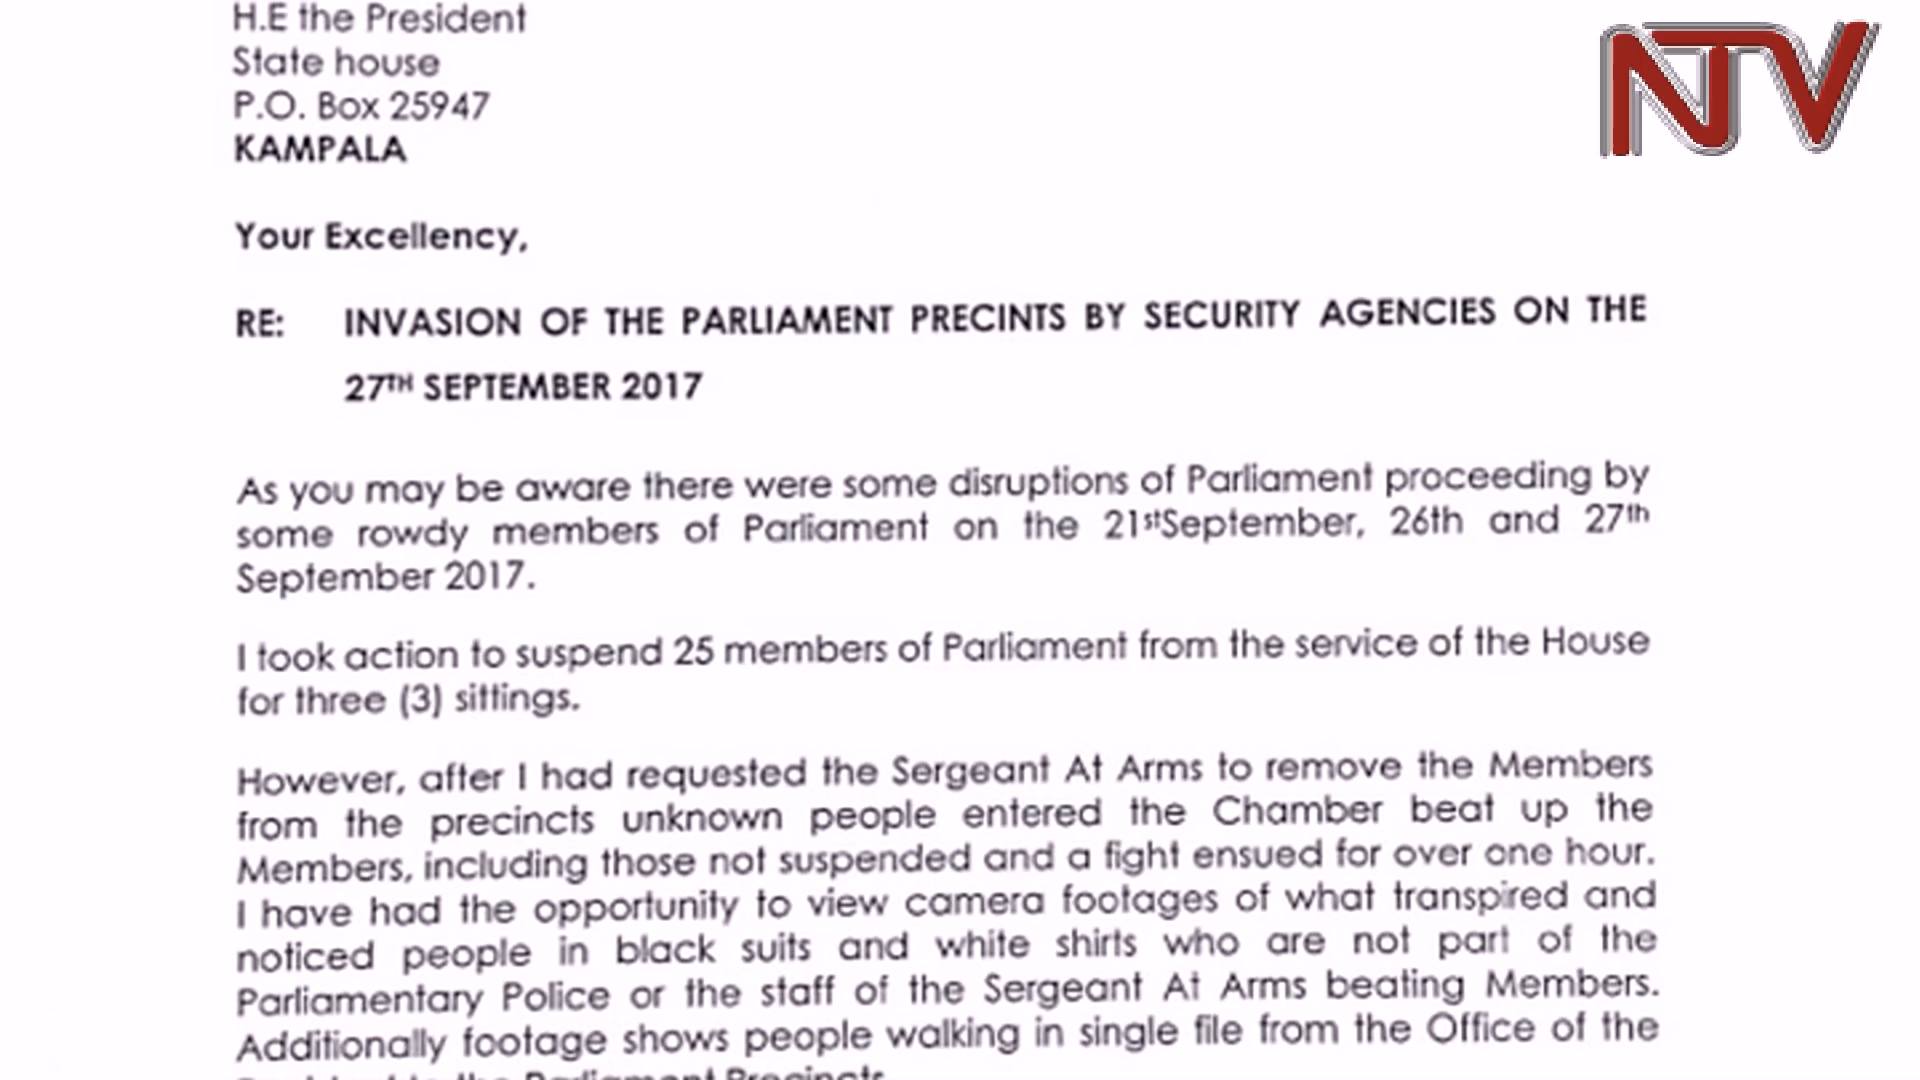 H.E the President
State house
P.O. Box 25947
KAMPALA
NTV
Your Excellency,
RE: INVASION OF THE PARLIAMENT PRECINTS BY SECURITY AGENCIES ON THE
27TH SEPTEMBER 2017
As you may be aware there were some disruptions of Parliament proceeding by
some rowdy members of Parliament on the 21stSeptember, 26th and 27th
September 2017.
I took action to suspend 25 members of Parliament from the service of the House
for three (3) sittings.
However, after I had requested the Sergeant At Arms to remove the Members
from the precincts unknown people entered the Chamber beat up the
Members, including those not suspended and a fight ensued for over one hour.
I have had the opportunity to view camera footages of what transpired and
noticed people in black suits and white shirts who are not part of the
Parliamentary Police or the staff of the Sergeant At Arms beating Members.
Additionally footage shows people walking in single file from the Office of the
to the Parliament Precincts